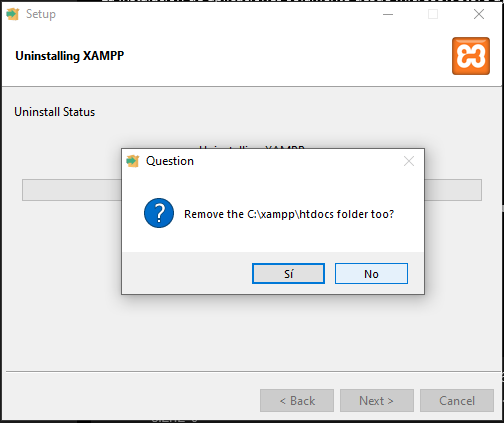 Setup
Uninstalling XAMPP
Uninstall Status
Question
Remove the C:\xampp\htdocs folder too?
Sí
No
< Back
Next >
Cancel